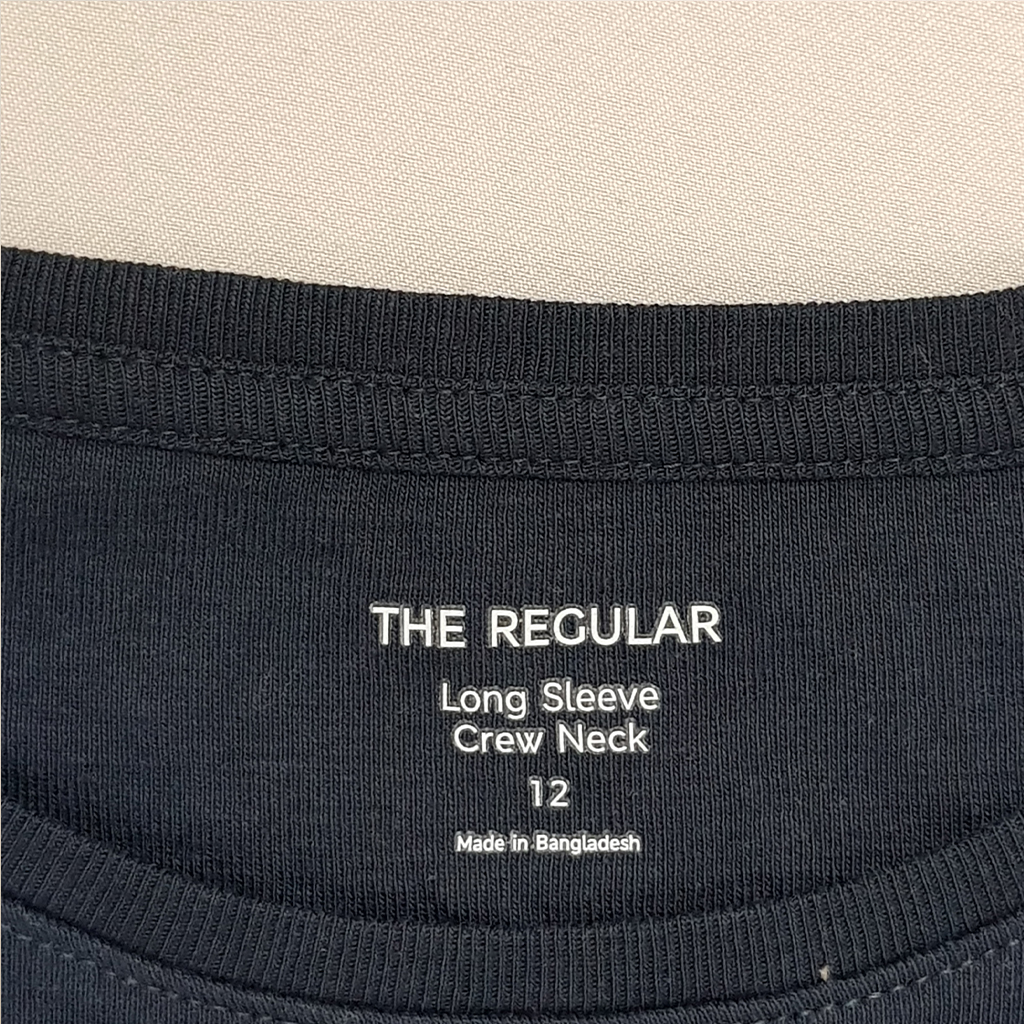 THE REGULAR
Long Sleeve
Crew Neck
12
Made in Bangladesh